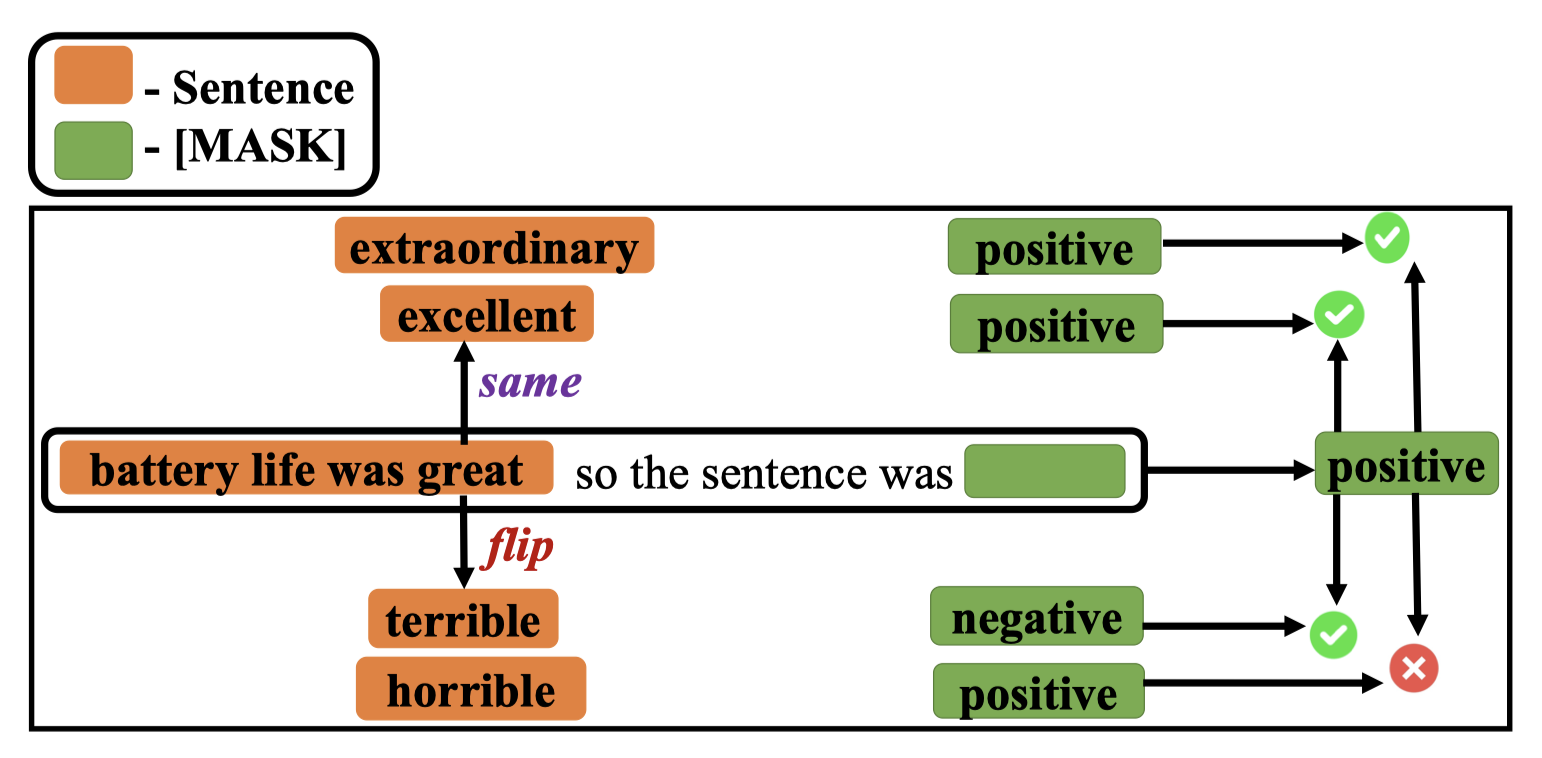 - Sentence
- [MASK]
extraordinary positive
excellent positive
same
battery life was great so the sentence was positive
flip
terrible negative
horrible positive